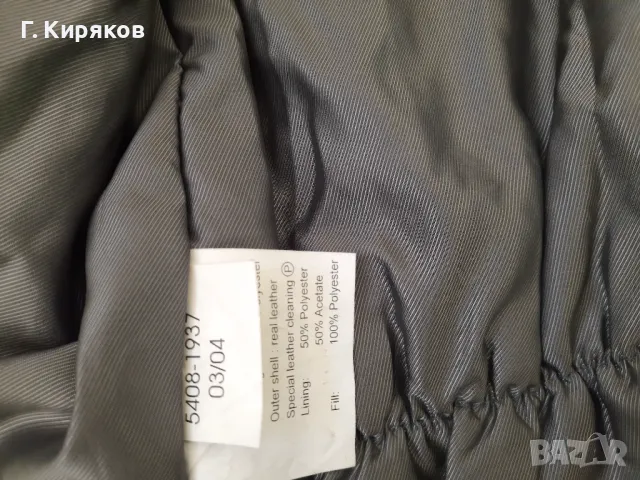 Г. Киряков
5408-1937
03/04
Outer shell : real leather
Special leather cleaning Ⓟ
Lining: 50% Polyester
50% Acetate
Fill: 100% Polyester
BAZAR